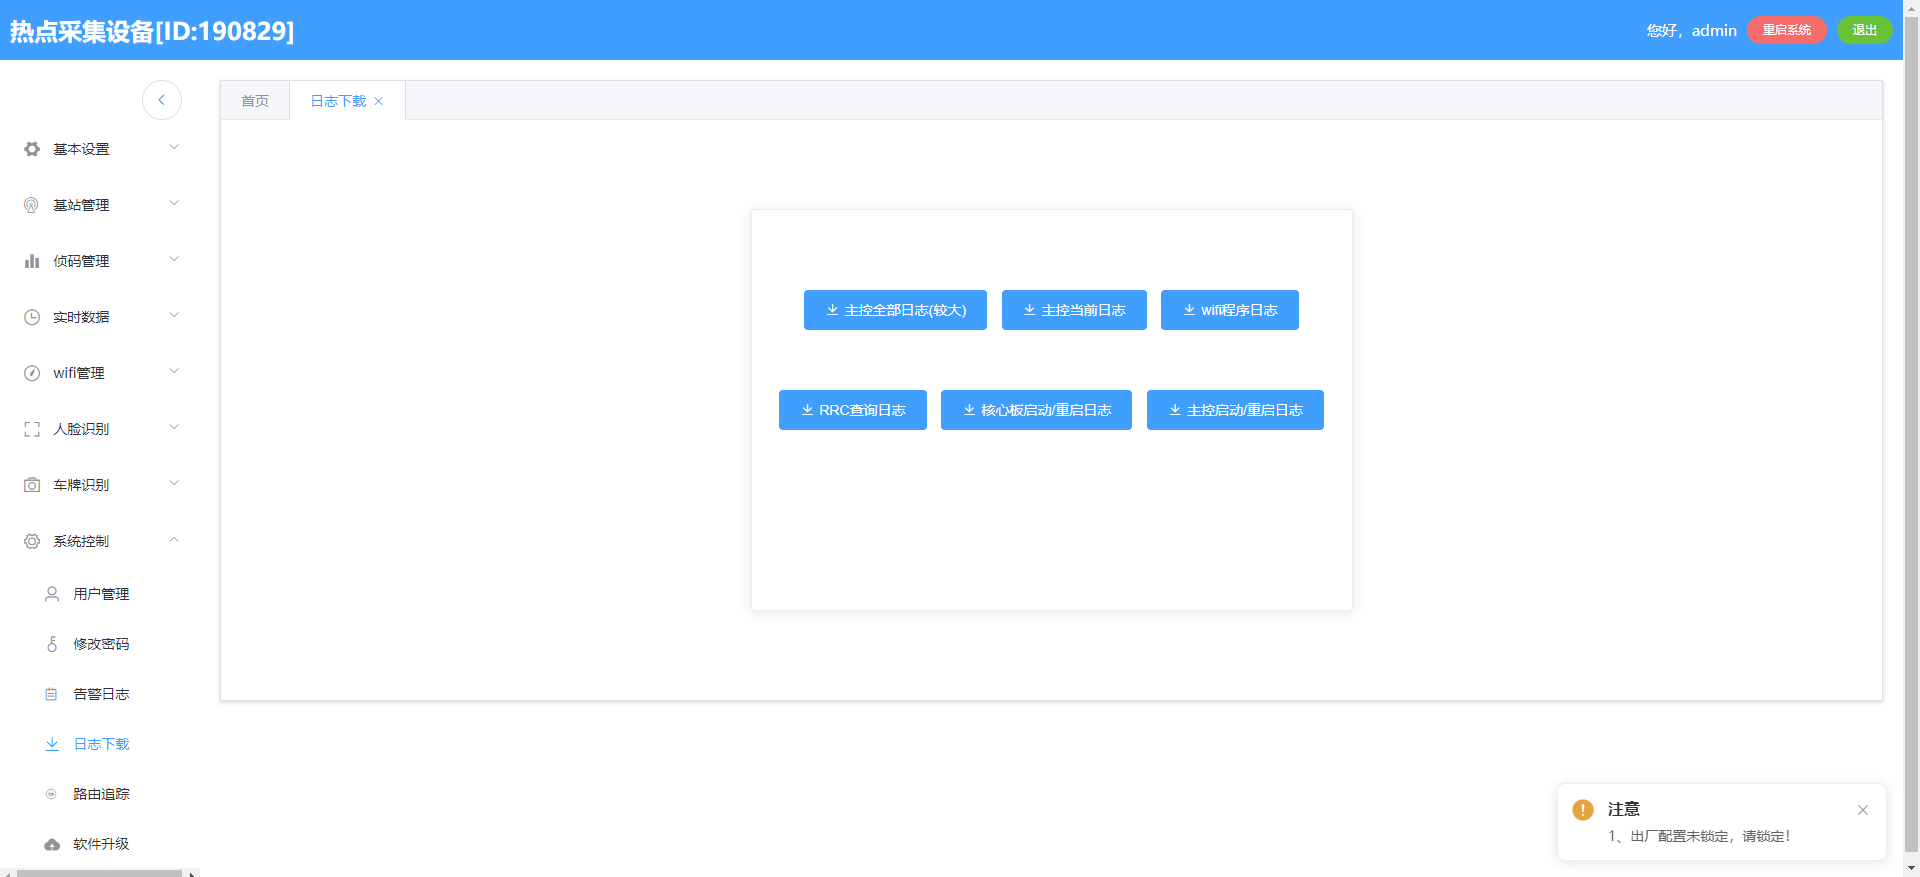 热点采集设备[ID:190829]
您好，admin
重启系统
退出
首页
日志下载
基本设置
基站管理
侦码管理
实时数据
wifi管理
人脸识别
车牌识别
系统控制
用户管理
修改密码
告警日志
日志下载
路由追踪
软件升级
主控全部日志(较大)
主控当前日志
wifi程序日志
RRC查询日志
核心板启动/重启日志
主控启动/重启日志
注意
1、出厂配置未锁定，请锁定!